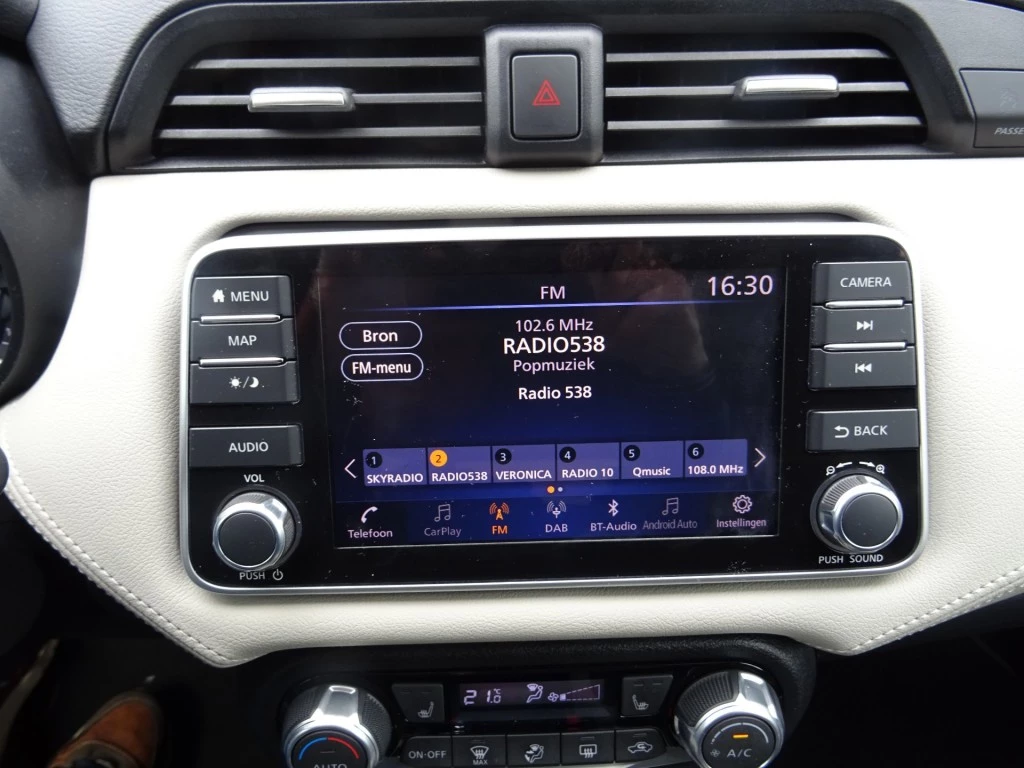 PASSE
MENU
MAP
AUDIO
VOL
PUSH
FM
16:30
Bron
FM-menu
102.6 MHz
RADIO538
Popmuziek
Radio 538
1 SKYRADIO
2 RADIO538
3 VERONICA
4 RADIO 10
5 Qmusic
6 108.0 MHz
Telefoon
CarPlay
FM
DAB
BT-Audio
Android Auto
Instellingen
CAMERA
BACK
PUSH SOUND
21.0
AUTO
ON-OFF
MAX
A/C